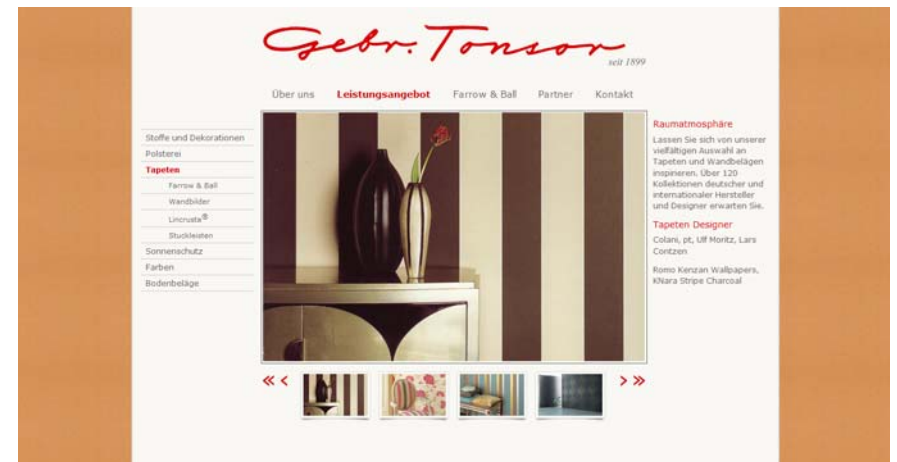 Gebr. Tonsor
seit 1899
Über uns Leistungsangebot Farrow & Ball Partner Kontakt
Stoffe und Dekorationen
Polsterei
Tapeten
Farrow & Ball
Wandbilder
Lincrusta®
Stuckleisten
Sonnenschutz
Farben
Bodenbeläge
Raumatmosphäre
Lassen Sie sich von unserer
vielfältigen Auswahl an
Tapeten und Wandbelägen
inspirieren. Über 120
Kollektionen deutscher und
internationaler Hersteller
und Designer erwarten Sie.
Tapeten Designer
Colani, pt, Ulf Moritz, Lars
Contzen
Romo Kenzan Wallpapers,
KNara Stripe Charcoal
« ‹ › »